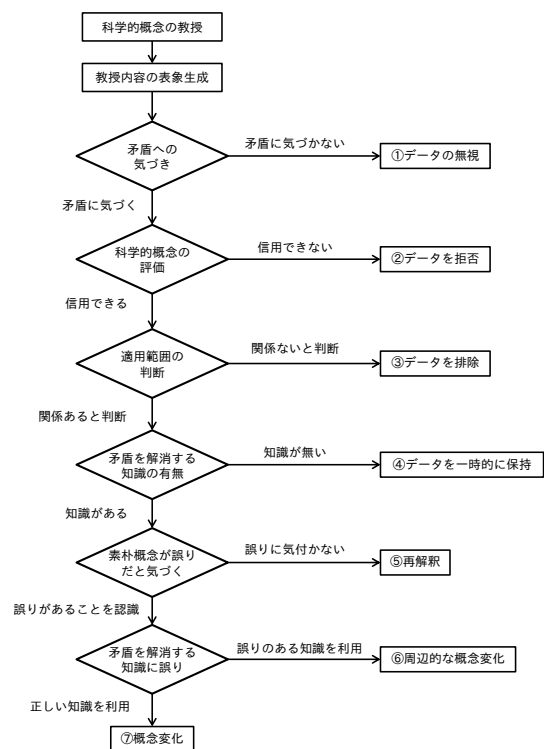 科学的概念の教授
教授内容の表象生成
矛盾への
気づき
矛盾に気づかない
①データの無視
矛盾に気づく
科学的概念の
評価
信用できない
②データを拒否
信用できる
適用範囲の
判断
関係ないと判断
③データを排除
関係あると判断
矛盾を解消する
知識の有無
知識が無い
④データを一時的に保持
知識がある
素朴概念が誤り
だと気づく
誤りに気付かない
⑤再解釈
誤りがあることを認識
矛盾を解消する
知識に誤り
誤りのある知識を利用
⑥周辺的な概念変化
正しい知識を利用
⑦概念変化